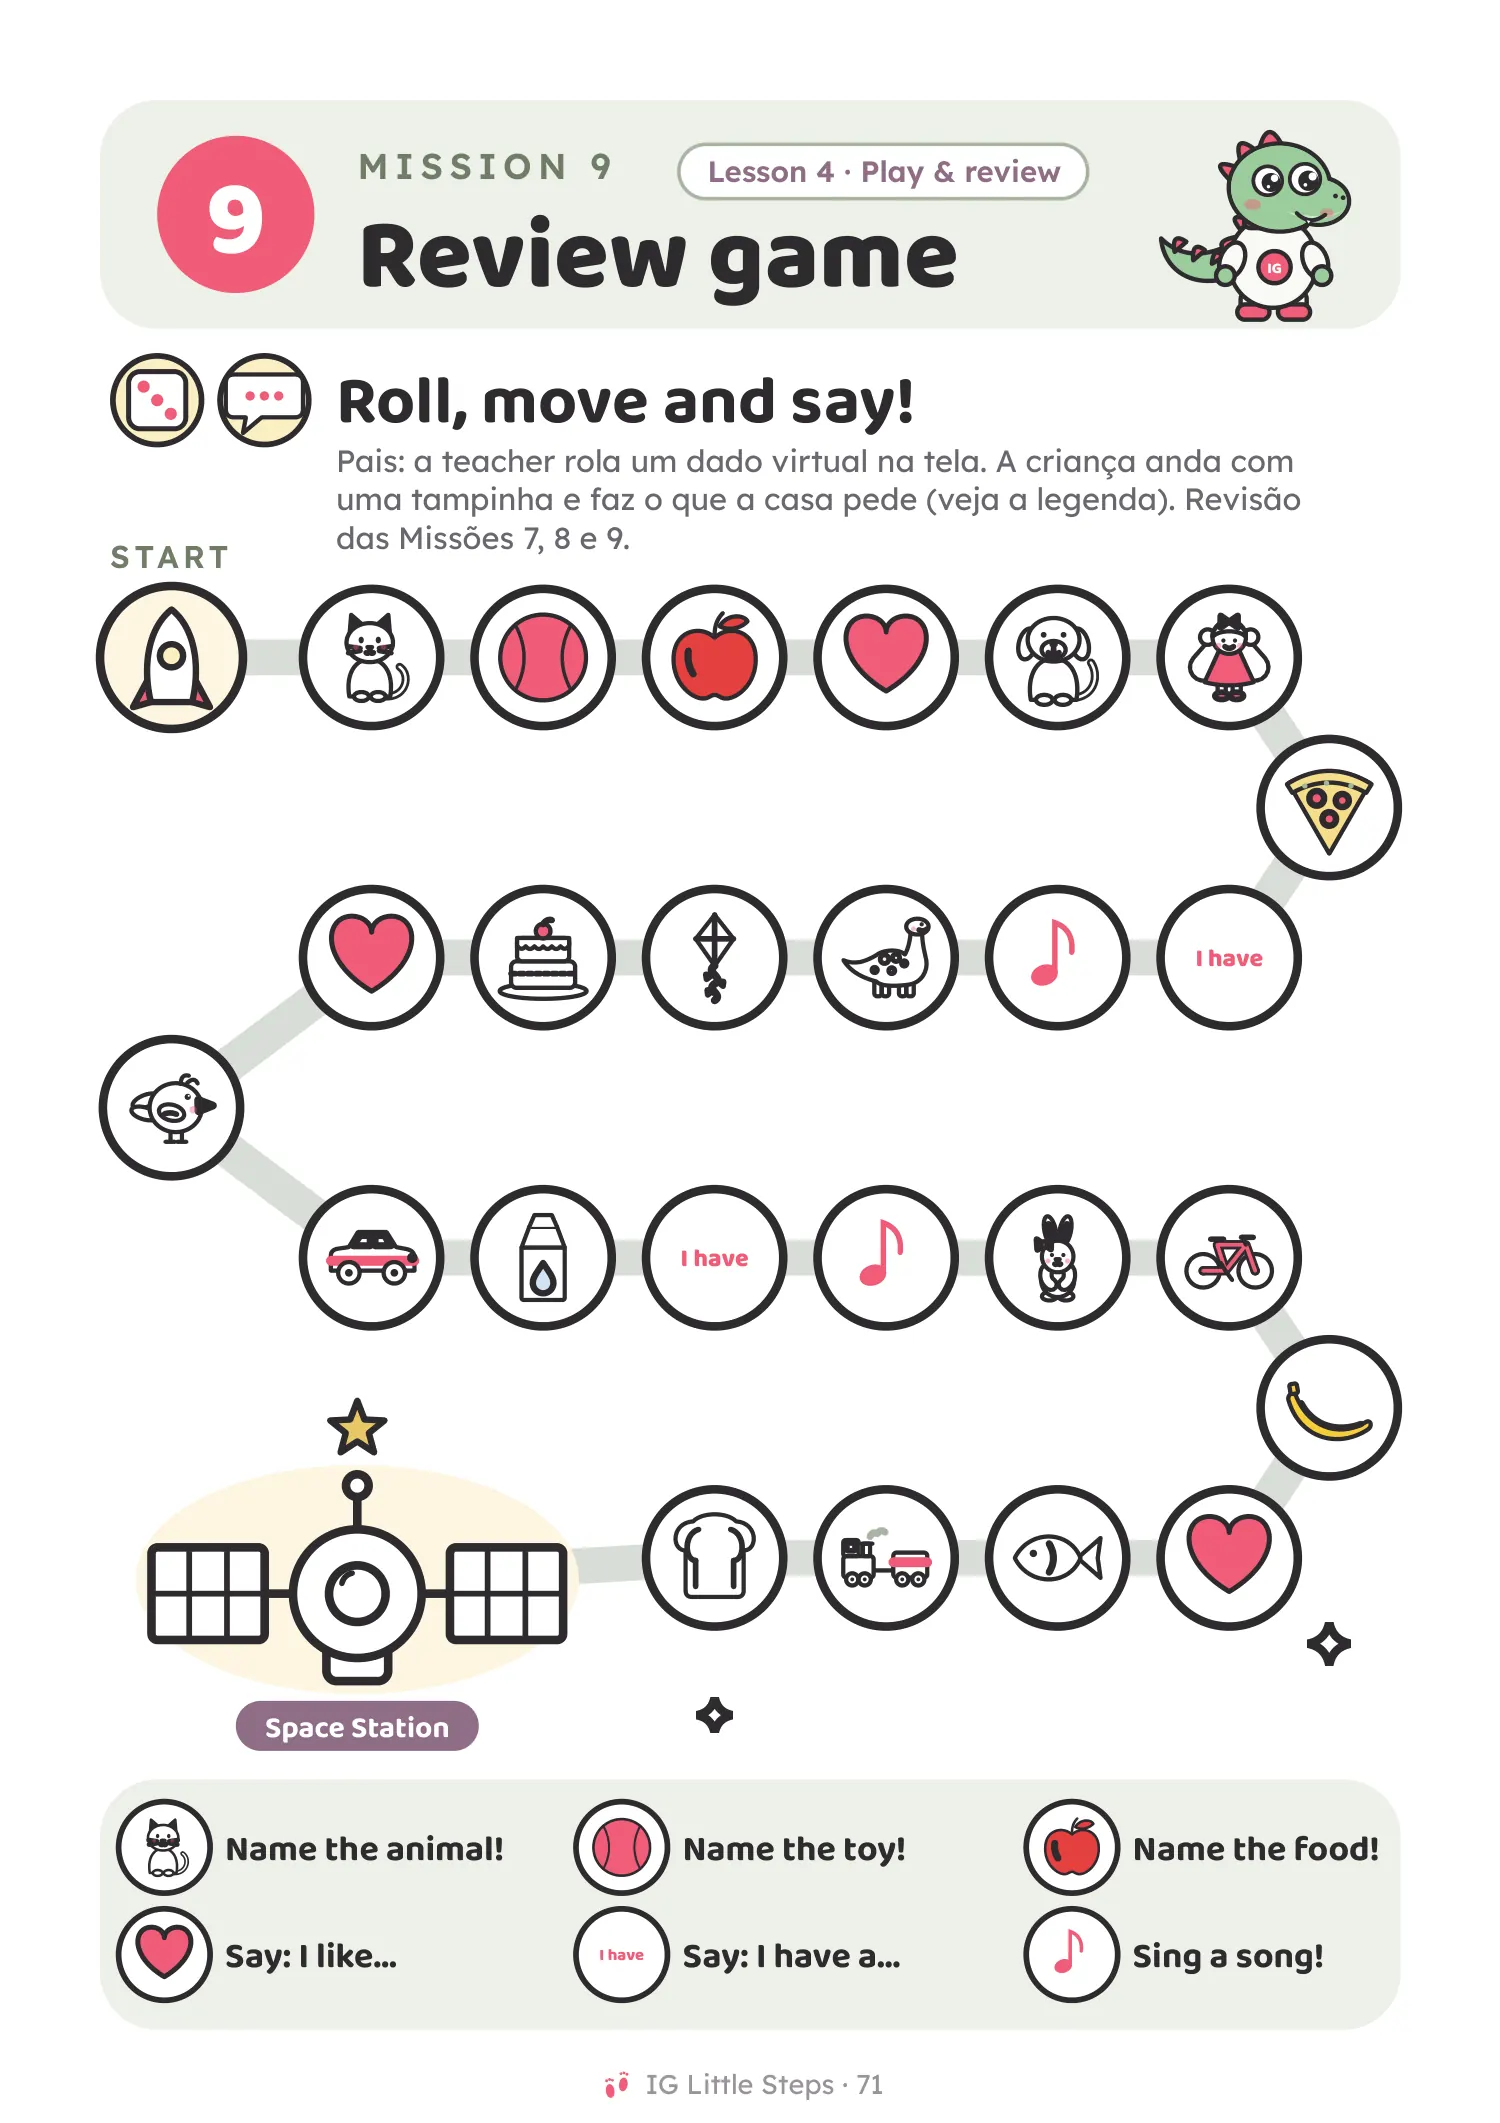 9
MISSION 9
Lesson 4 · Play & review
Review game
IG
Roll, move and say!
Pais: a teacher rola um dado virtual na tela. A criança anda com
uma tampinha e faz o que a casa pede (veja a legenda). Revisão
das Missões 7, 8 e 9.
START
I have
I have
Space Station
Name the animal!
Name the toy!
Name the food!
Say: I like...
I have
Say: I have a...
Sing a song!
IG Little Steps · 71